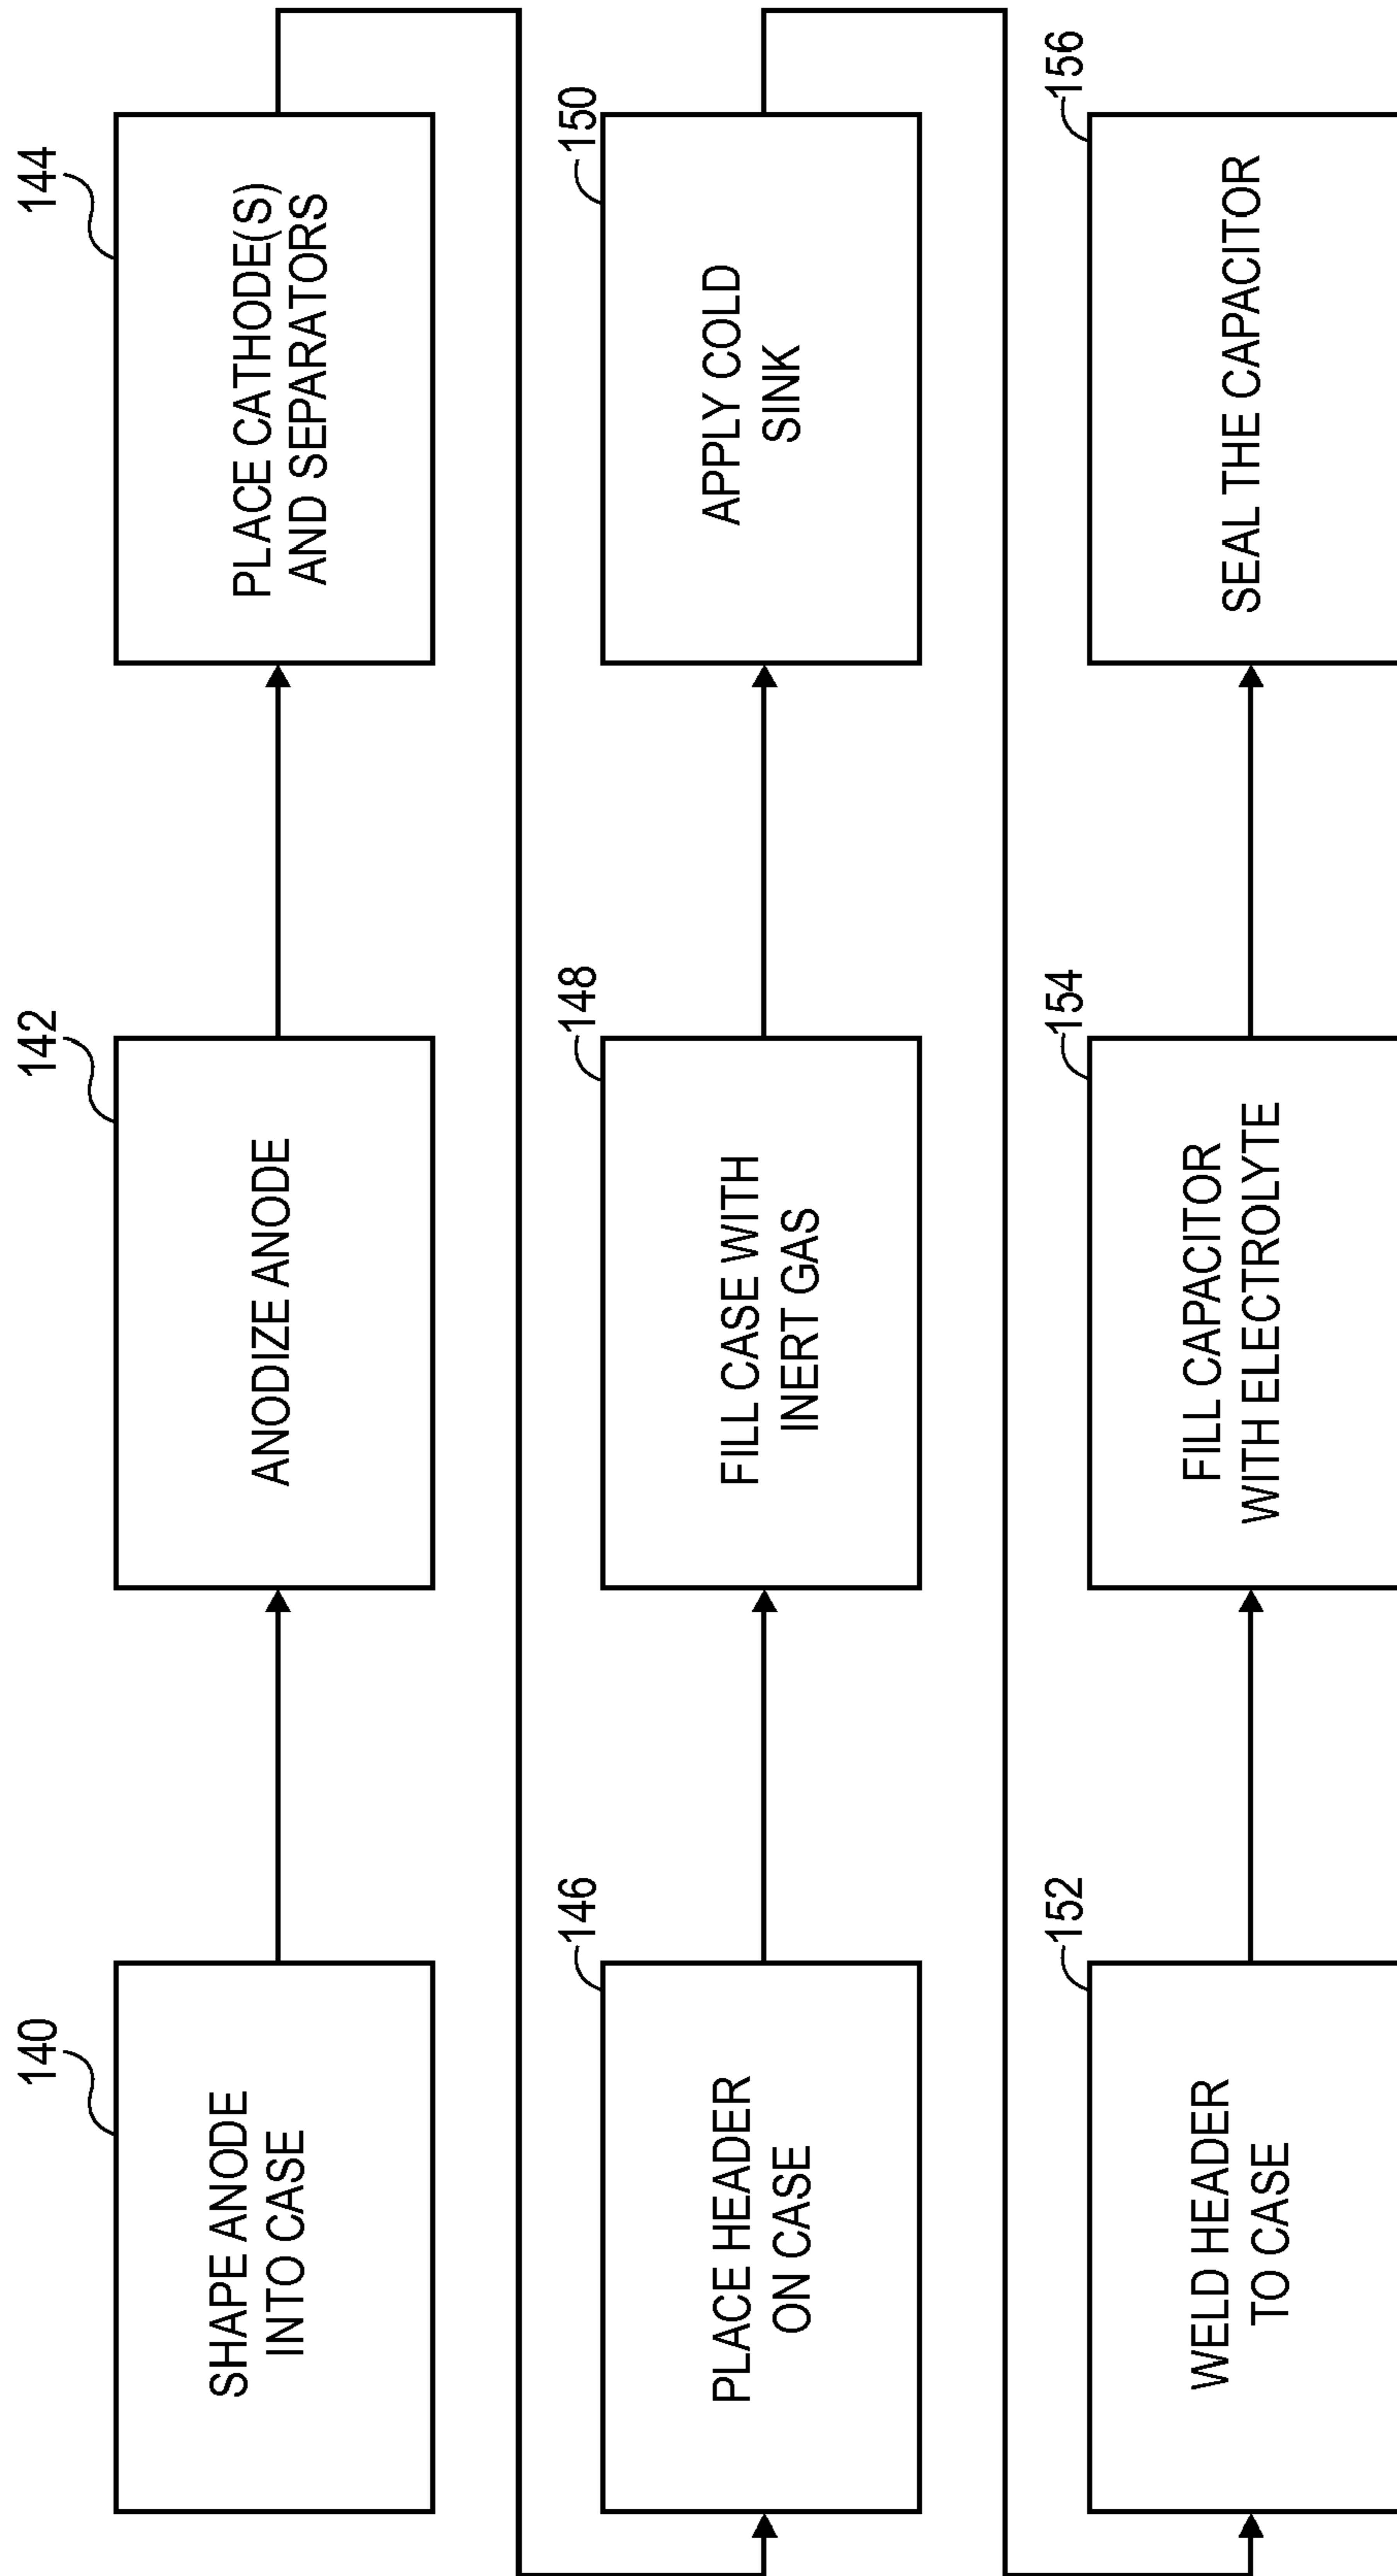 140
SHAPE ANODE
INTO CASE
142
ANODIZE ANODE
144
PLACE CATHODE(S)
AND SEPARATORS
146
PLACE HEADER
ON CASE
148
FILL CASE WITH
INERT GAS
150
APPLY COLD
SINK
152
WELD HEADER
TO CASE
154
FILL CAPACITOR
WITH ELECTROLYTE
156
SEAL THE CAPACITOR